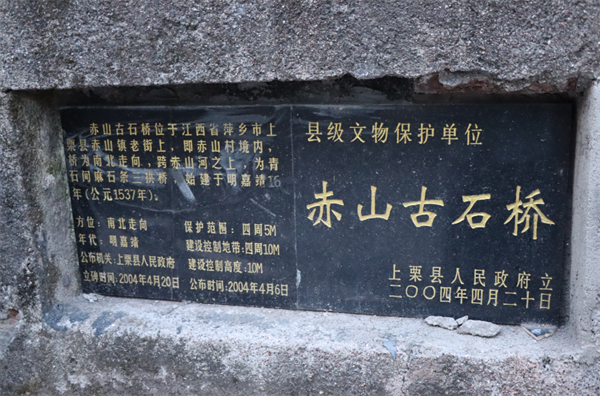 赤山古石桥位于江西省萍乡市上
栗县赤山镇老街上，即赤山村境内，
桥为南北走向，跨赤山河之上，为青
石间麻石条三拱桥 始建于明嘉靖16
年(公元1537年)。
方位：南北走向 保护范围：四周5M
年代：明嘉靖 建设控制地带：四周10M
公布机关：上栗县人民政府 建设控制高度：10M
立碑时间：2004年4月20日 公布时间：2004年4月6日
县级文物保护单位
赤山古石桥
上栗县人民政府立
二〇〇四年四月二十日